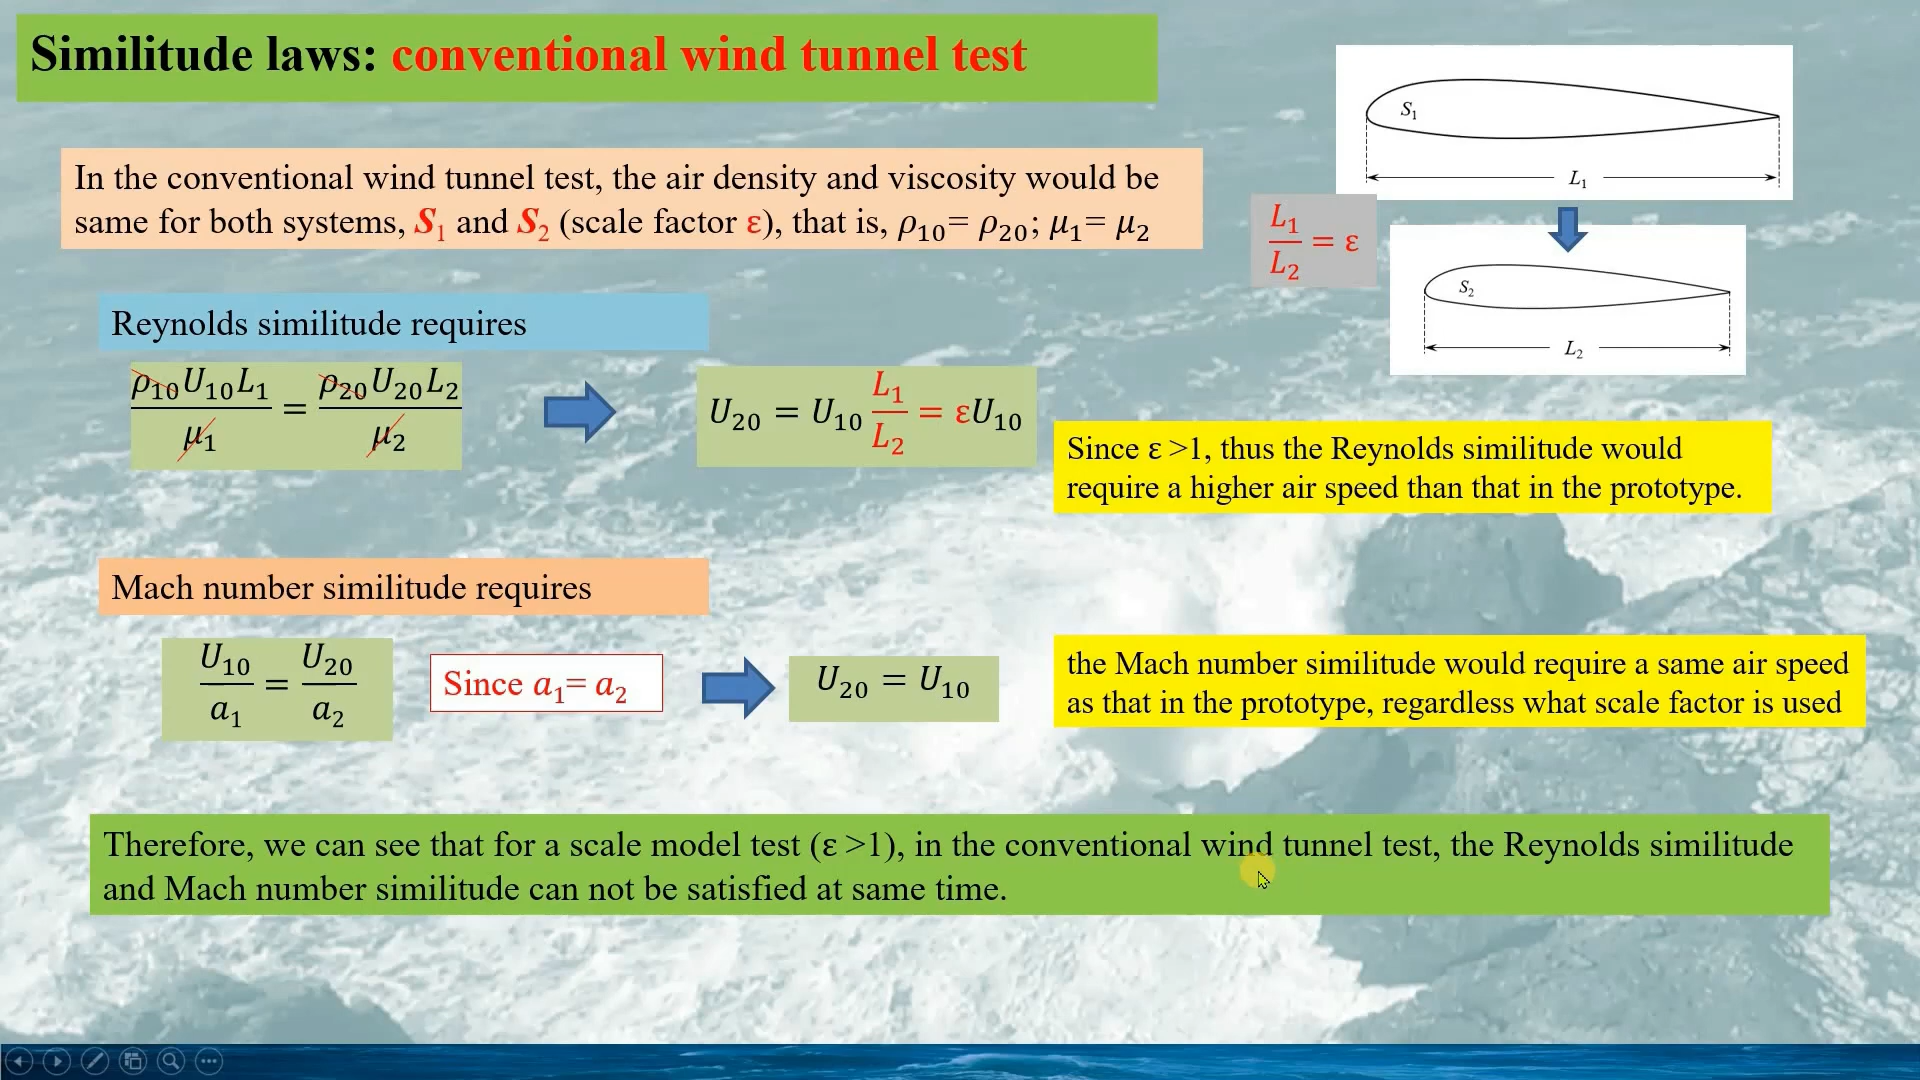 Similitude laws: conventional wind tunnel test
S₁
L₁
In the conventional wind tunnel test, the air density and viscosity would be
same for both systems, S₁ and S₂ (scale factor ε), that is, ρ₁₀= ρ₂₀; μ₁= μ₂
L₁/L₂ = ε
S₂
L₂
Reynolds similitude requires
ρ₁₀U₁₀L₁/μ₁ = ρ₂₀U₂₀L₂/μ₂
U₂₀ = U₁₀ L₁/L₂ = εU₁₀
Since ε >1, thus the Reynolds similitude would
require a higher air speed than that in the prototype.
Mach number similitude requires
U₁₀/a₁ = U₂₀/a₂
Since a₁= a₂
U₂₀ = U₁₀
the Mach number similitude would require a same air speed
as that in the prototype, regardless what scale factor is used
Therefore, we can see that for a scale model test (ε >1), in the conventional wind tunnel test, the Reynolds similitude
and Mach number similitude can not be satisfied at same time.